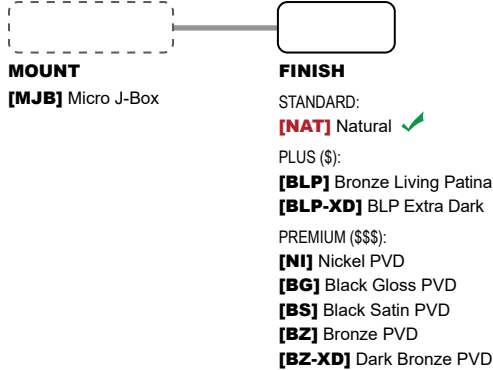 MOUNT
[MJB] Micro J-Box
FINISH
STANDARD:
[NAT] Natural
PLUS ($):
[BLP] Bronze Living Patina
[BLP-XD] BLP Extra Dark
PREMIUM ($$$):
[NI] Nickel PVD
[BG] Black Gloss PVD
[BS] Black Satin PVD
[BZ] Bronze PVD
[BZ-XD] Dark Bronze PVD